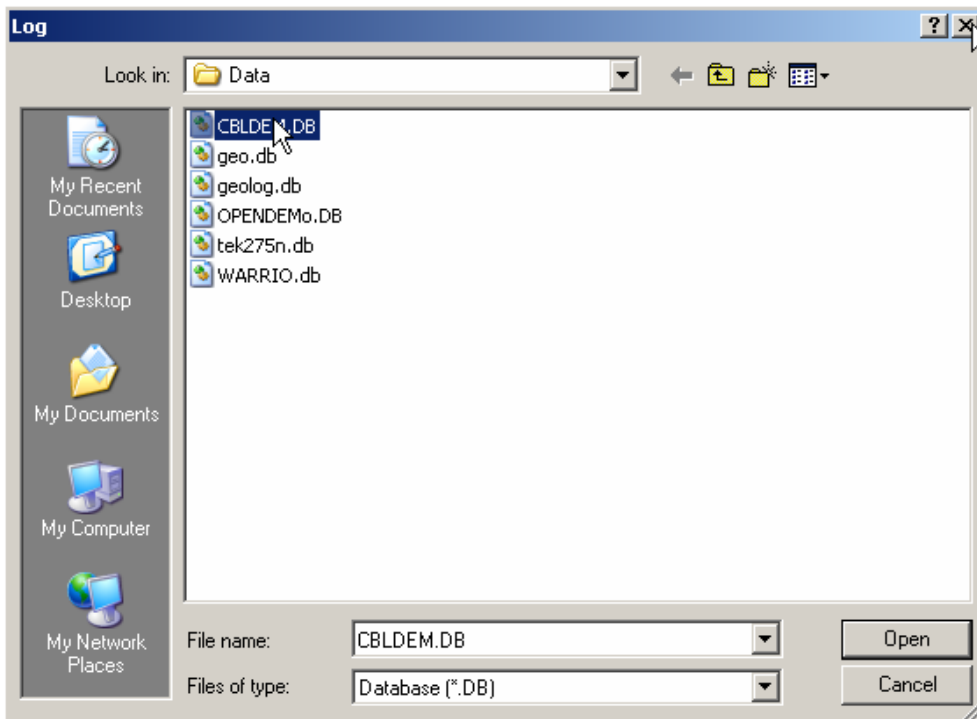 Log
Look in:
Data
My Recent
Documents
Desktop
My Documents
My Computer
My Network
Places
CBLDEM.DB
geo.db
geolog.db
OPENDEMo.DB
tek275n.db
WARRIO.db
File name:
CBLDEM.DB
Open
Files of type:
Database (*.DB)
Cancel